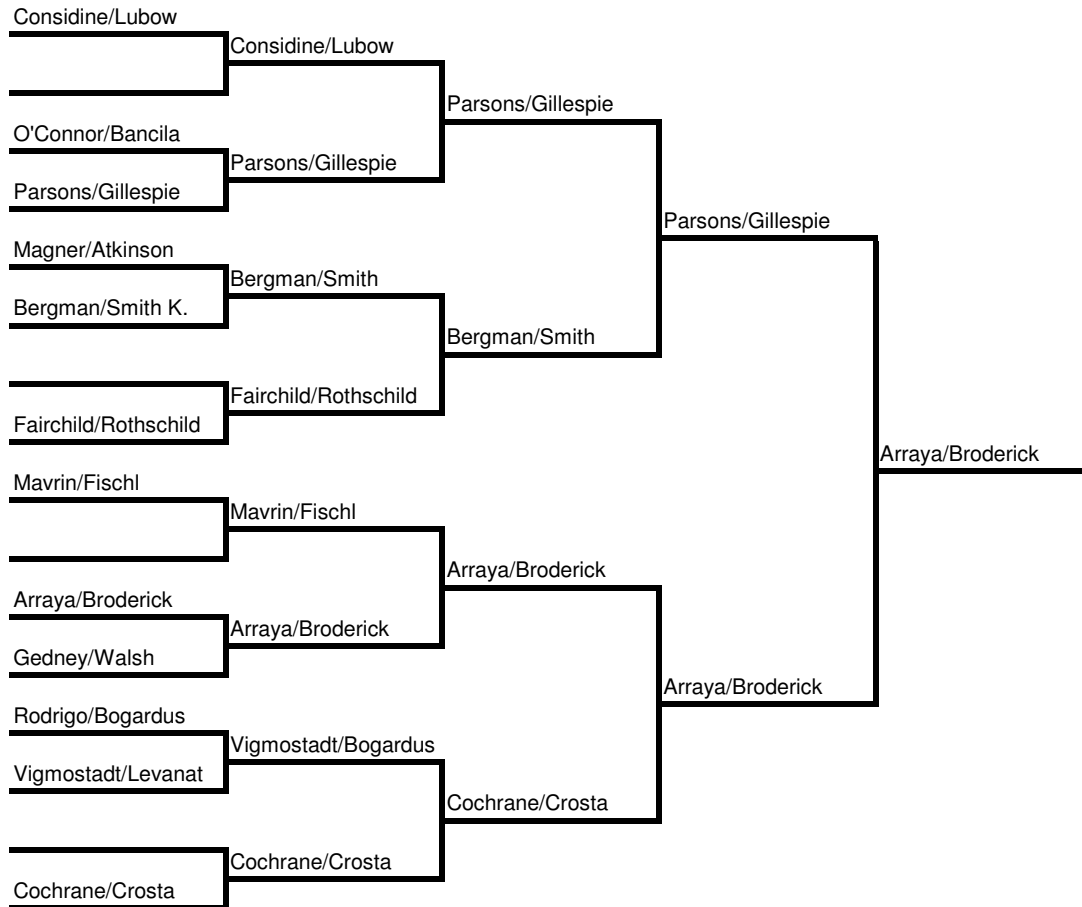 Considine/Lubow
Considine/Lubow
Parsons/Gillespie
O'Connor/Bancila
Parsons/Gillespie
Parsons/Gillespie
Parsons/Gillespie
Magner/Atkinson
Bergman/Smith
Bergman/Smith K.
Bergman/Smith
Fairchild/Rothschild
Fairchild/Rothschild
Arraya/Broderick
Mavrin/Fischl
Mavrin/Fischl
Arraya/Broderick
Arraya/Broderick
Arraya/Broderick
Gedney/Walsh
Arraya/Broderick
Rodrigo/Bogardus
Vigmostadt/Bogardus
Vigmostadt/Levanat
Cochrane/Crosta
Cochrane/Crosta
Cochrane/Crosta